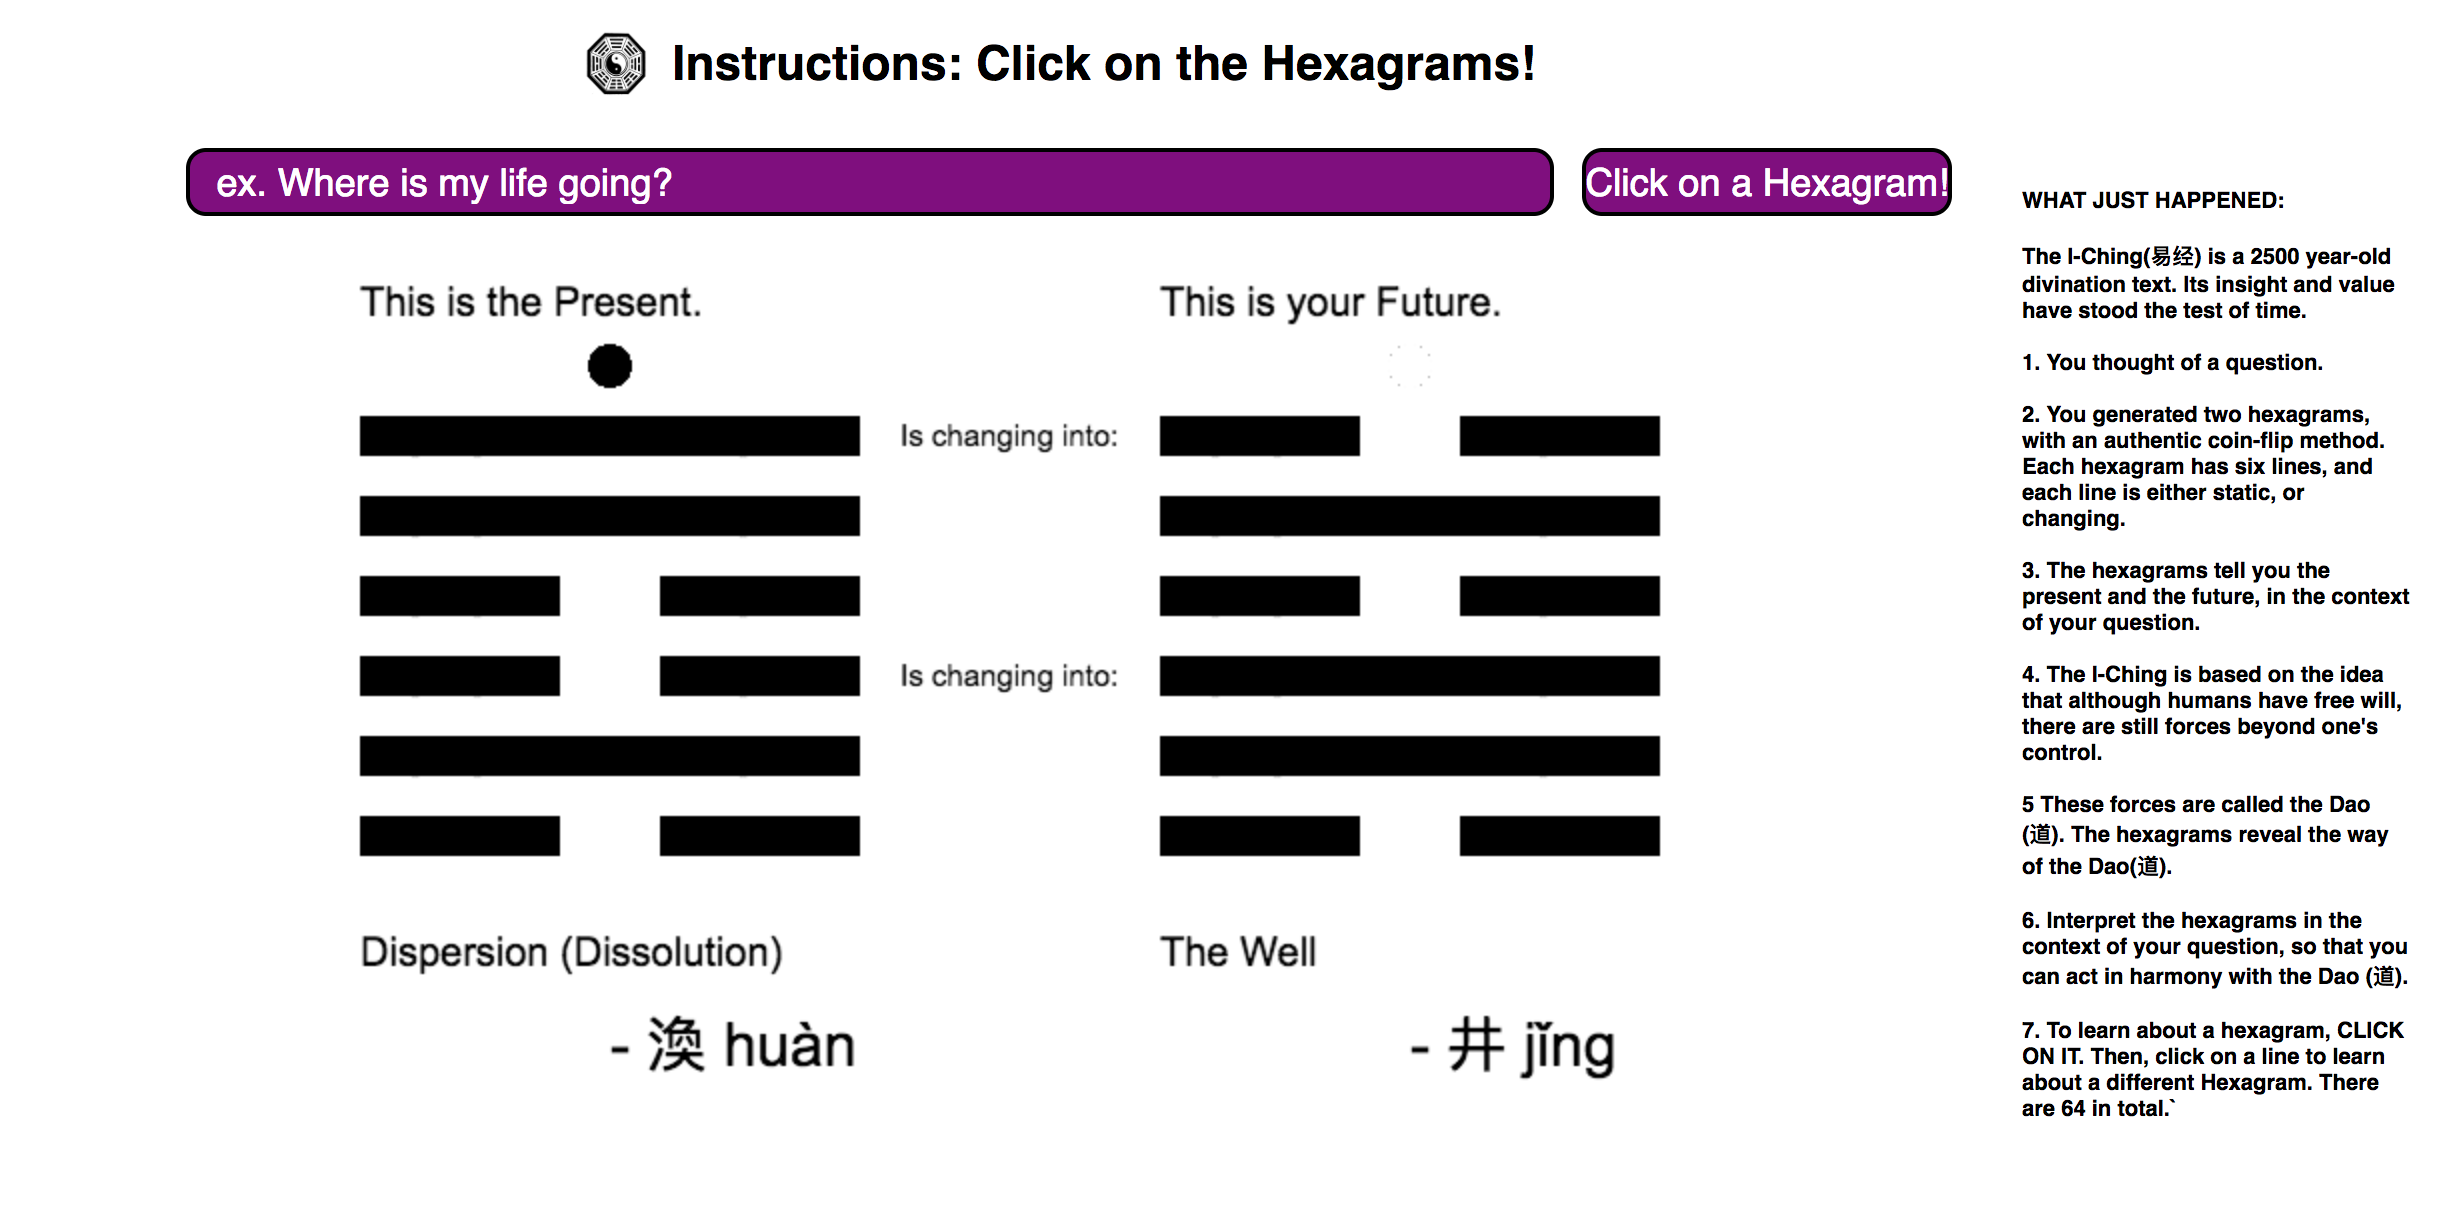 Instructions: Click on the Hexagrams!
ex. Where is my life going?
Click on a Hexagram!
This is the Present.
This is your Future.
Is changing into:
Is changing into:
Dispersion (Dissolution)
- 渙 huàn
The Well
- 井 jǐng
WHAT JUST HAPPENED:
The I-Ching(易经) is a 2500 year-old
divination text. Its insight and value
have stood the test of time.
1. You thought of a question.
2. You generated two hexagrams,
with an authentic coin-flip method.
Each hexagram has six lines, and
each line is either static, or
changing.
3. The hexagrams tell you the
present and the future, in the context
of your question.
4. The I-Ching is based on the idea
that although humans have free will,
there are still forces beyond one's
control.
5 These forces are called the Dao
(道). The hexagrams reveal the way
of the Dao(道).
6. Interpret the hexagrams in the
context of your question, so that you
can act in harmony with the Dao (道).
7. To learn about a hexagram, CLICK
ON IT. Then, click on a line to learn
about a different Hexagram. There
are 64 in total.`